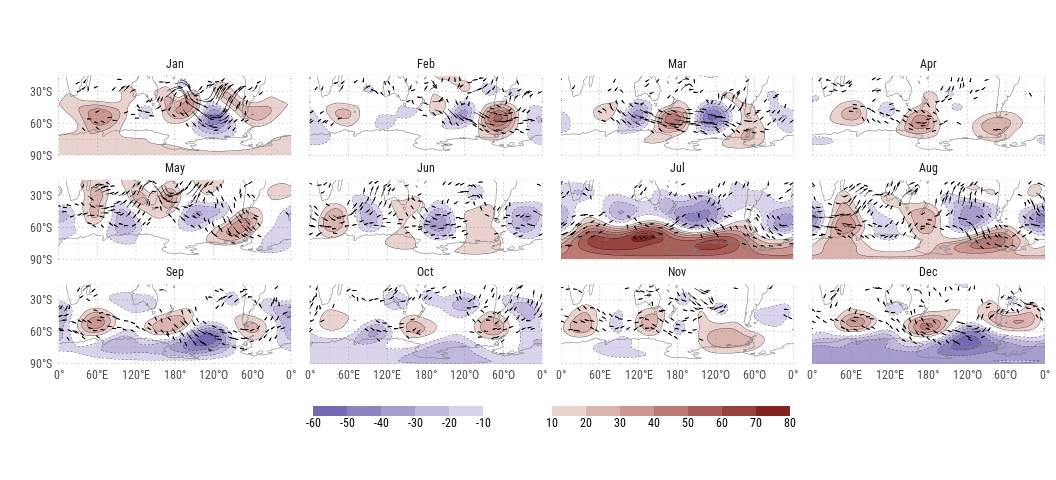 Jan Feb Mar Apr
30°S
60°S
90°S
May Jun Jul Aug
30°S
60°S
90°S
Sep Oct Nov Dec
30°S
60°S
90°S
0° 60°E 120°E 180° 120°O 60°O 0° 0° 60°E 120°E 180° 120°O 60°O 0° 0° 60°E 120°E 180° 120°O 60°O 0° 0° 60°E 120°E 180° 120°O 60°O 0°
-60 -50 -40 -30 -20 -10 10 20 30 40 50 60 70 80